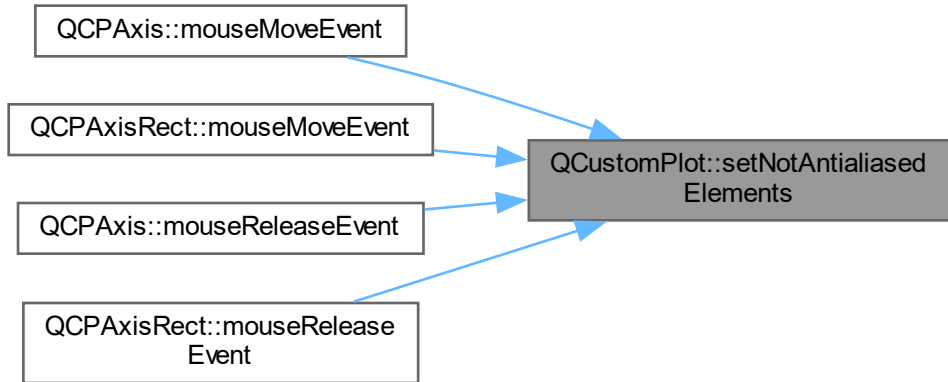 QCPAxis::mouseMoveEvent
QCPAxisRect::mouseMoveEvent
QCPAxis::mouseReleaseEvent
QCPAxisRect::mouseRelease
Event
QCustomPlot::setNotAntialiased
Elements